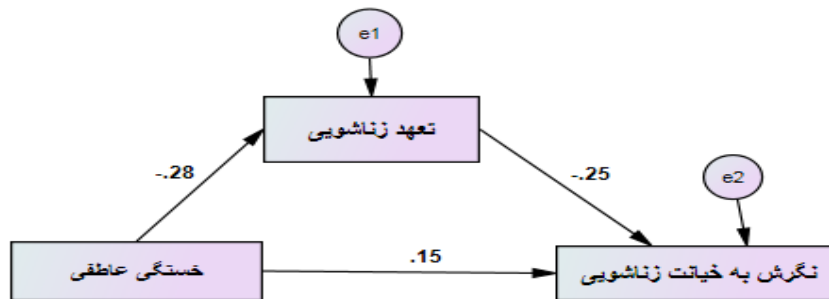 e1
تعهد زناشویی
-.28
-.25
e2
خستگی عاطفی
.15
نگرش به خیانت زناشویی